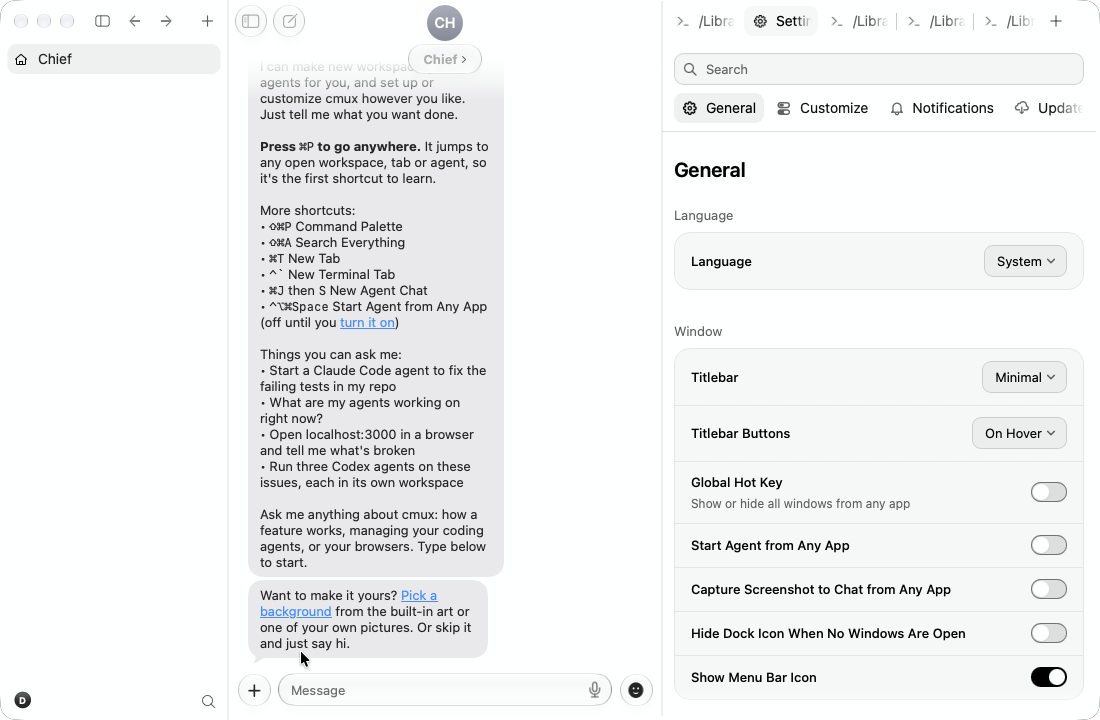 Chief
CH
Chief
I can make new workspac
agents for you, and set up or
customize cmux however you like.
Just tell me what you want done.
Press ⌘P to go anywhere. It jumps to
any open workspace, tab or agent, so
it's the first shortcut to learn.
More shortcuts:
• ⇧⌘P Command Palette
• ⇧⌘A Search Everything
• ⌘T New Tab
• ^` New Terminal Tab
• ⌘J then S New Agent Chat
• ^⌥⌘Space Start Agent from Any App
(off until you turn it on)
Things you can ask me:
• Start a Claude Code agent to fix the
failing tests in my repo
• What are my agents working on
right now?
• Open localhost:3000 in a browser
and tell me what's broken
• Run three Codex agents on these
issues, each in its own workspace
Ask me anything about cmux: how a
feature works, managing your coding
agents, or your browsers. Type below
to start.
Want to make it yours? Pick a
background from the built-in art or
one of your own pictures. Or skip it
and just say hi.
Message
D
/Libra Settin /Libra /Libra /Lib
Search
General Customize Notifications Update
General
Language
Language System
Window
Titlebar Minimal
Titlebar Buttons On Hover
Global Hot Key
Show or hide all windows from any app
Start Agent from Any App
Capture Screenshot to Chat from Any App
Hide Dock Icon When No Windows Are Open
Show Menu Bar Icon